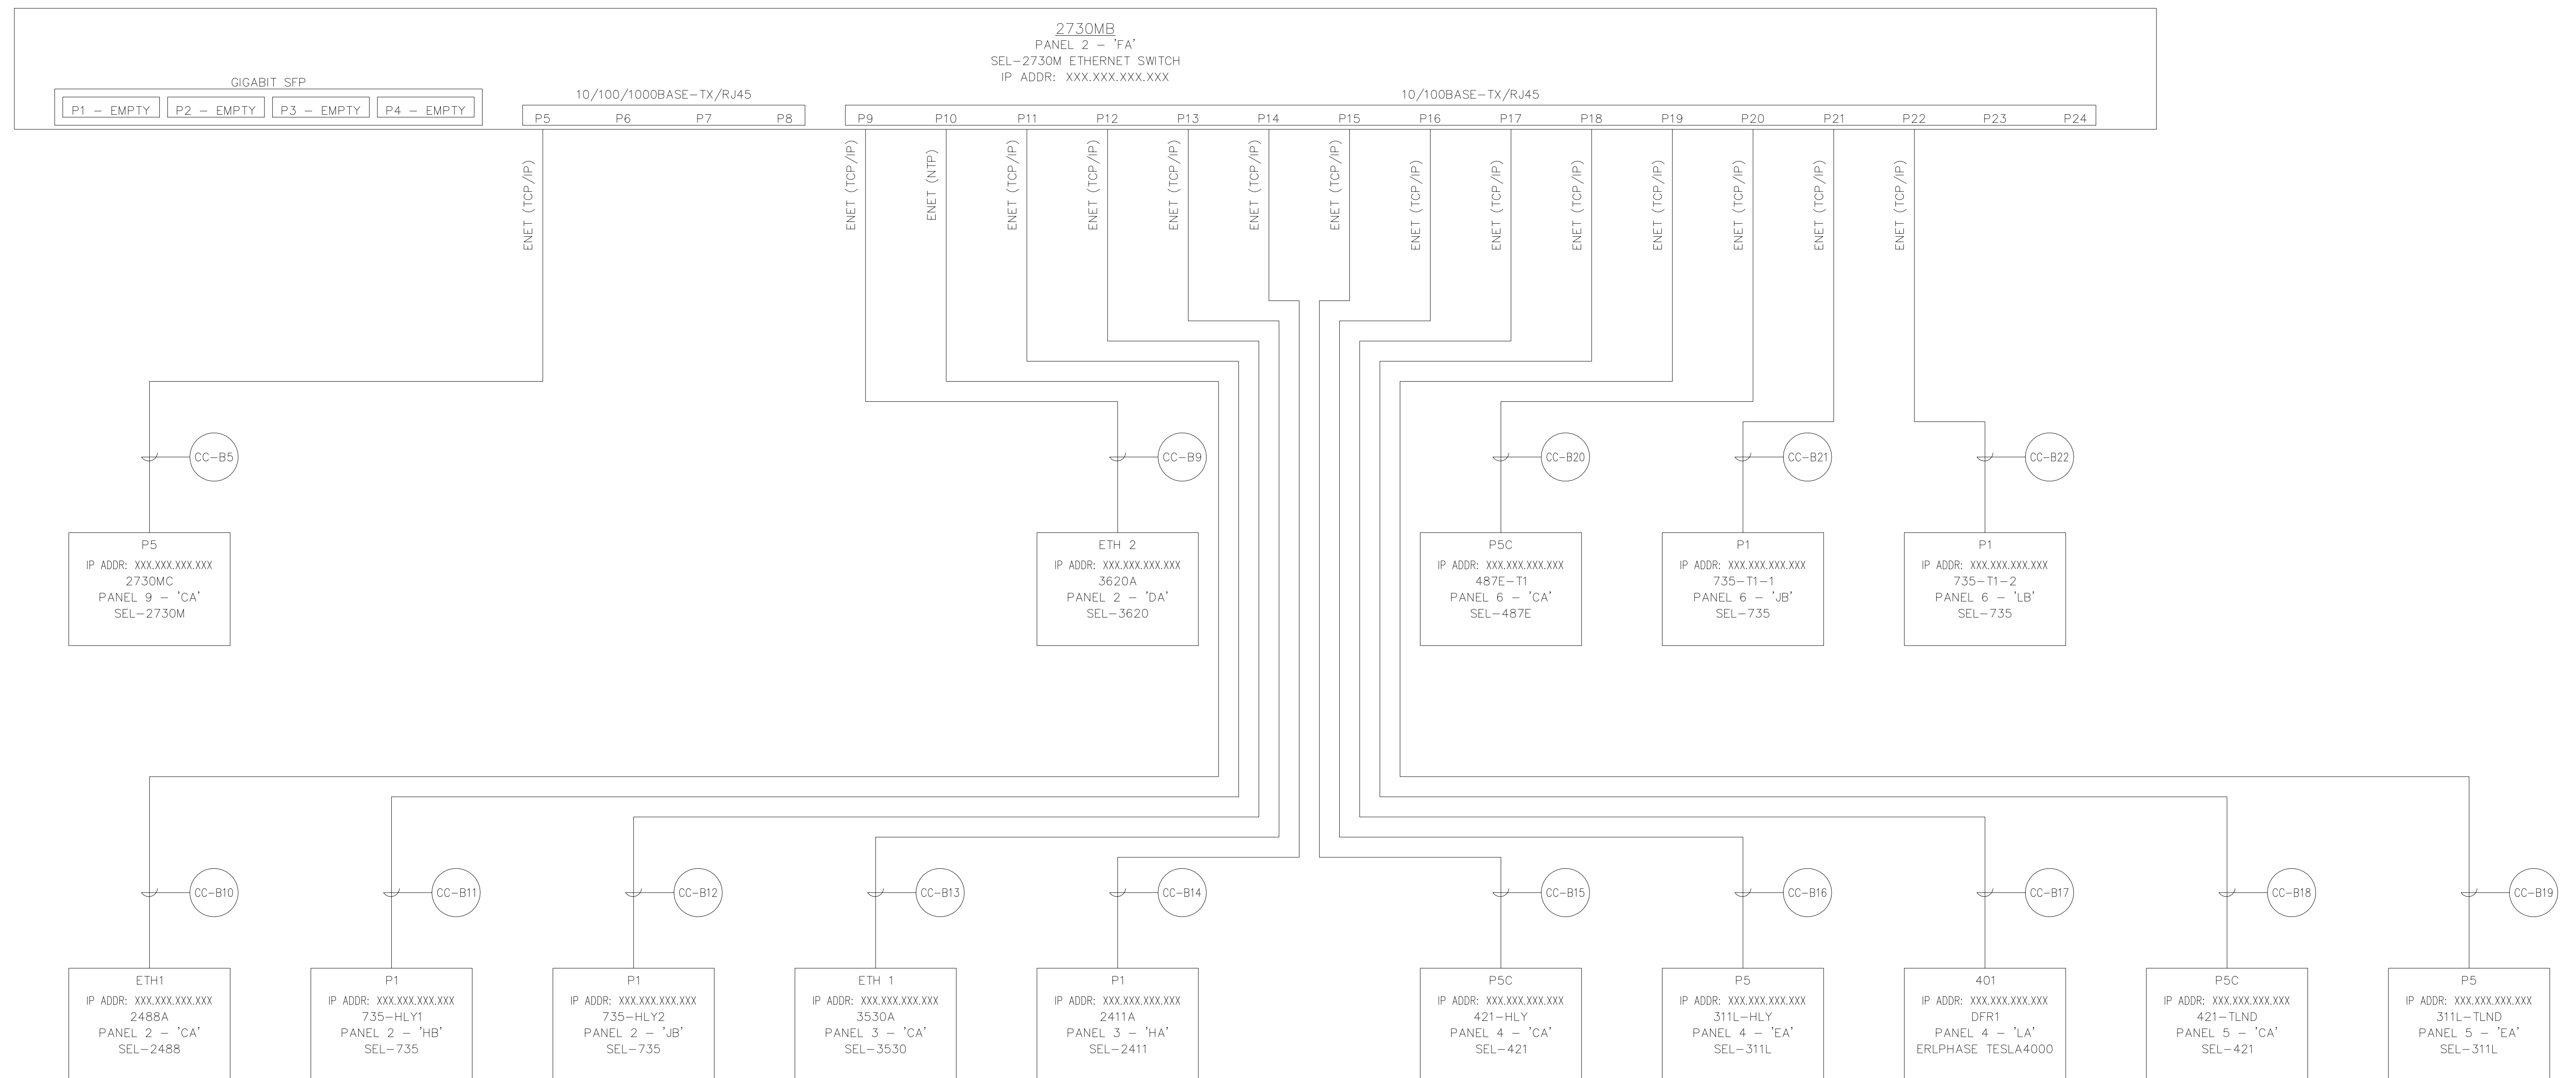 2730MB
PANEL 2 - 'FA'
SEL-2730M ETHERNET SWITCH
IP ADDR: XXX.XXX.XXX.XXX
GIGABIT SFP
P1 - EMPTY
P2 - EMPTY
P3 - EMPTY
P4 - EMPTY
10/100/1000BASE-TX/RJ45
P5
P6
P7
P8
10/100BASE-TX/RJ45
P9
P10
P11
P12
P13
P14
P15
P16
P17
P18
P19
P20
P21
P22
P23
P24
ENET (TCP/IP)
ENET (TCP/IP)
ENET (NTP)
ENET (TCP/IP)
ENET (TCP/IP)
ENET (TCP/IP)
ENET (TCP/IP)
ENET (TCP/IP)
ENET (TCP/IP)
ENET (TCP/IP)
ENET (TCP/IP)
ENET (TCP/IP)
ENET (TCP/IP)
ENET (TCP/IP)
ENET (TCP/IP)
CC-B5
CC-B9
CC-B20
CC-B21
CC-B22
P5
IP ADDR: XXX.XXX.XXX.XXX
2730MC
PANEL 9 - 'CA'
SEL-2730M
ETH 2
IP ADDR: XXX.XXX.XXX.XXX
3620A
PANEL 2 - 'DA'
SEL-3620
P5C
IP ADDR: XXX.XXX.XXX.XXX
487E-T1
PANEL 6 - 'CA'
SEL-487E
P1
IP ADDR: XXX.XXX.XXX.XXX
735-T1-1
PANEL 6 - 'JB'
SEL-735
P1
IP ADDR: XXX.XXX.XXX.XXX
735-T1-2
PANEL 6 - 'LB'
SEL-735
CC-B10
CC-B11
CC-B12
CC-B13
CC-B14
CC-B15
CC-B16
CC-B17
CC-B18
CC-B19
ETH1
IP ADDR: XXX.XXX.XXX.XXX
2488A
PANEL 2 - 'CA'
SEL-2488
P1
IP ADDR: XXX.XXX.XXX.XXX
735-HLY1
PANEL 2 - 'HB'
SEL-735
P1
IP ADDR: XXX.XXX.XXX.XXX
735-HLY2
PANEL 2 - 'JB'
SEL-735
ETH 1
IP ADDR: XXX.XXX.XXX.XXX
3530A
PANEL 3 - 'CA'
SEL-3530
P1
IP ADDR: XXX.XXX.XXX.XXX
2411A
PANEL 3 - 'HA'
SEL-2411
P5C
IP ADDR: XXX.XXX.XXX.XXX
421-HLY
PANEL 4 - 'CA'
SEL-421
P5
IP ADDR: XXX.XXX.XXX.XXX
311L-HLY
PANEL 4 - 'EA'
SEL-311L
401
IP ADDR: XXX.XXX.XXX.XXX
DFR1
PANEL 4 - 'LA'
ERLPHASE TESLA4000
P5C
IP ADDR: XXX.XXX.XXX.XXX
421-TLND
PANEL 5 - 'CA'
SEL-421
P5
IP ADDR: XXX.XXX.XXX.XXX
311L-TLND
PANEL 5 - 'EA'
SEL-311L